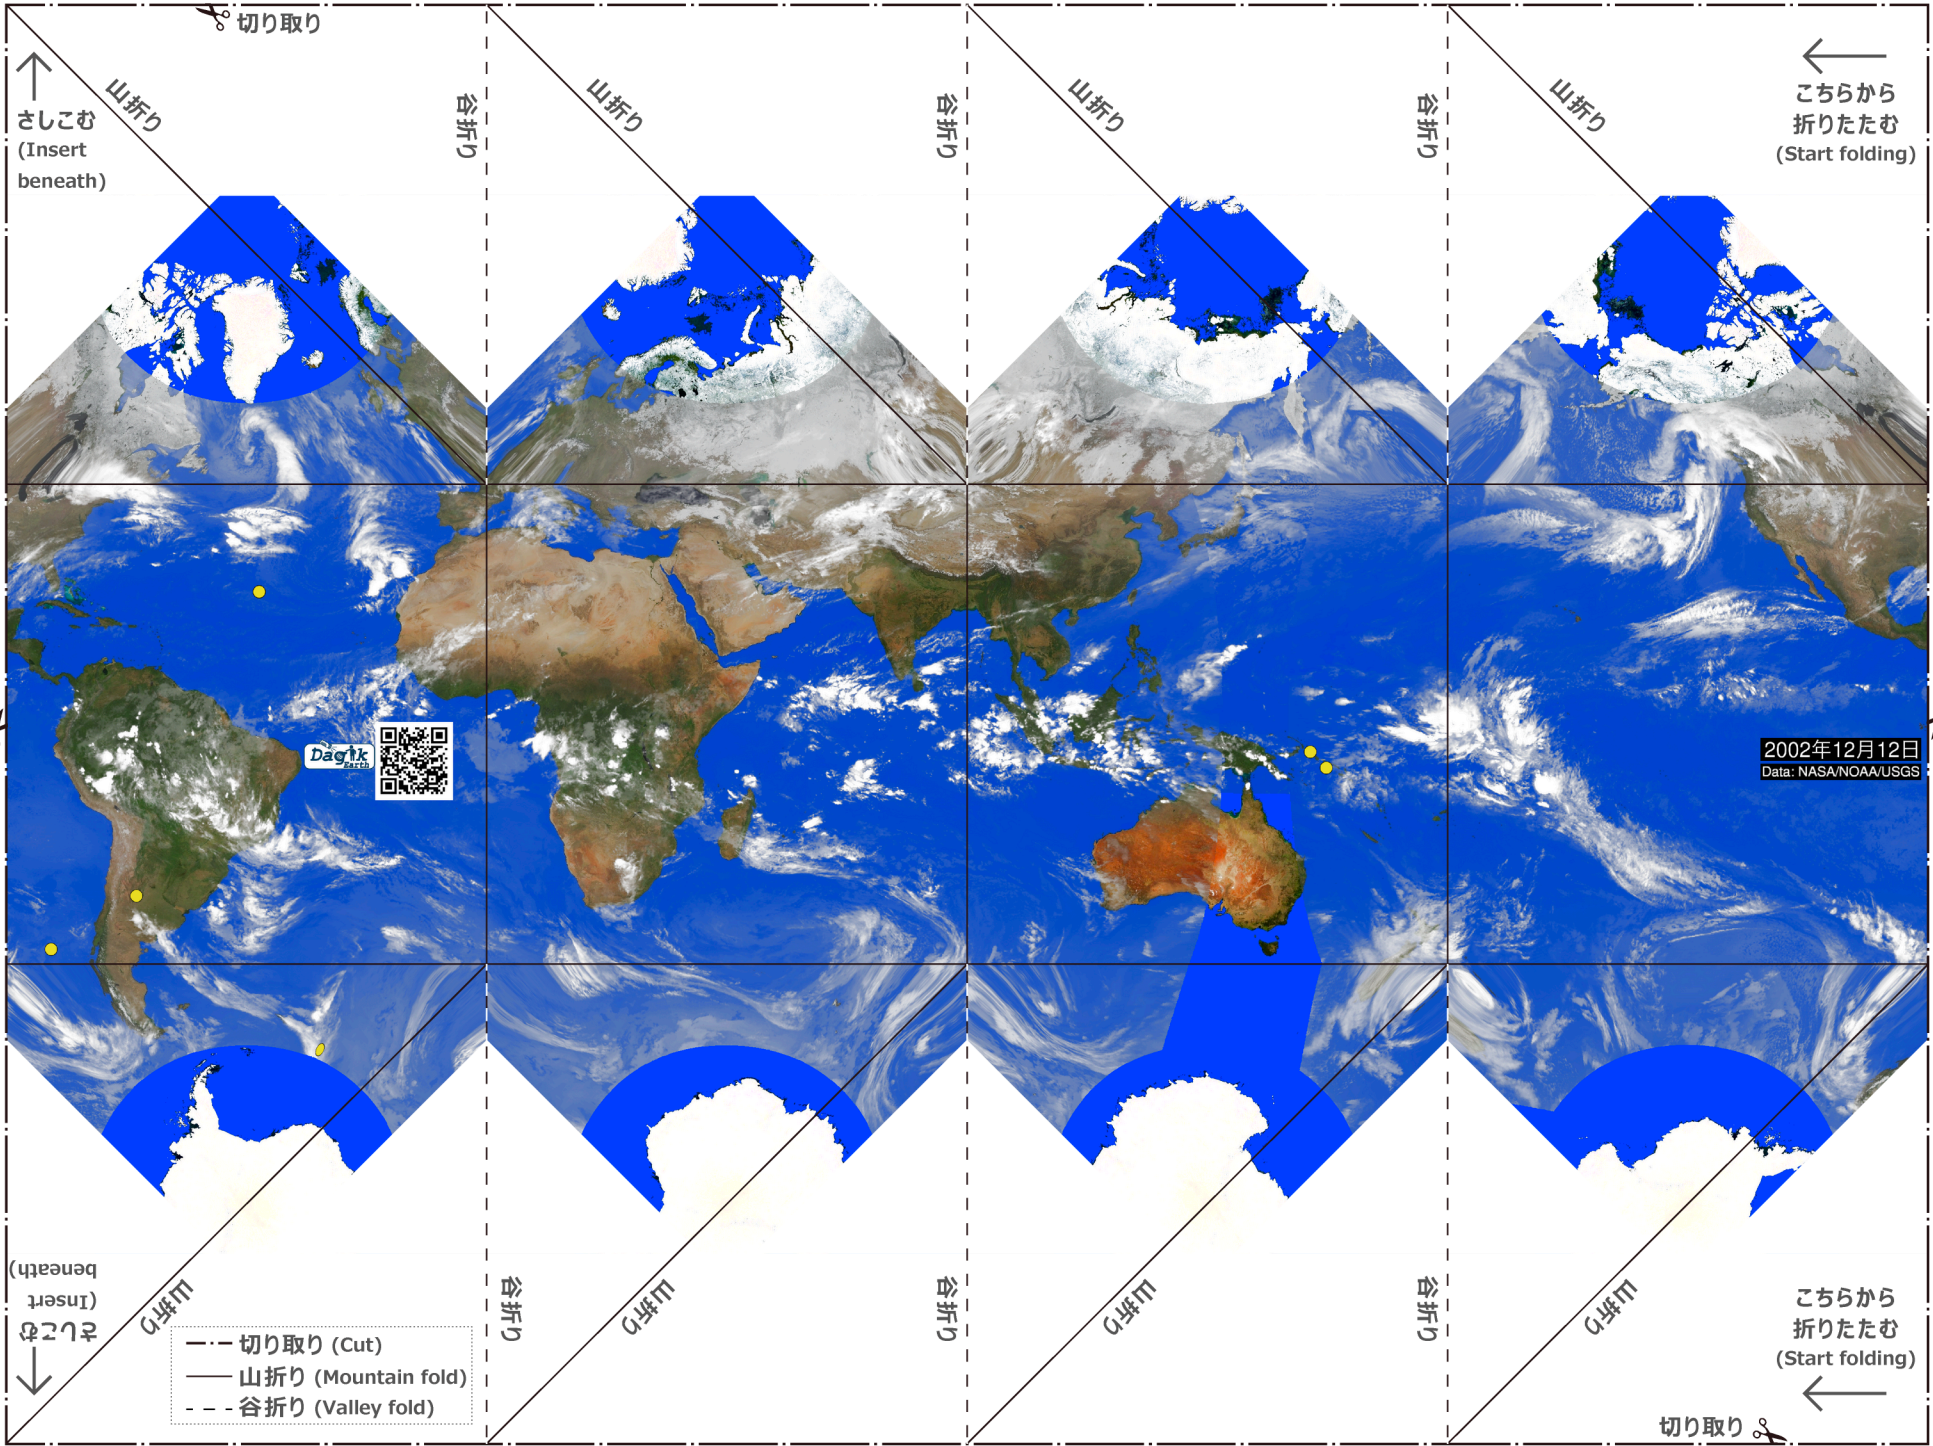 切り取り
山折り
谷折り
山折り
谷折り
山折り
谷折り
山折り
さしこむ
(Insert
beneath)
こちらから
折りたたむ
(Start folding)
Dagik
Earth
2002年12月12日
Data: NASA/NOAA/USGS
さしこむ
(Insert
beneath)
山折り
谷折り
山折り
谷折り
山折り
谷折り
山折り
こちらから
折りたたむ
(Start folding)
切り取り (Cut)
山折り (Mountain fold)
谷折り (Valley fold)
切り取り